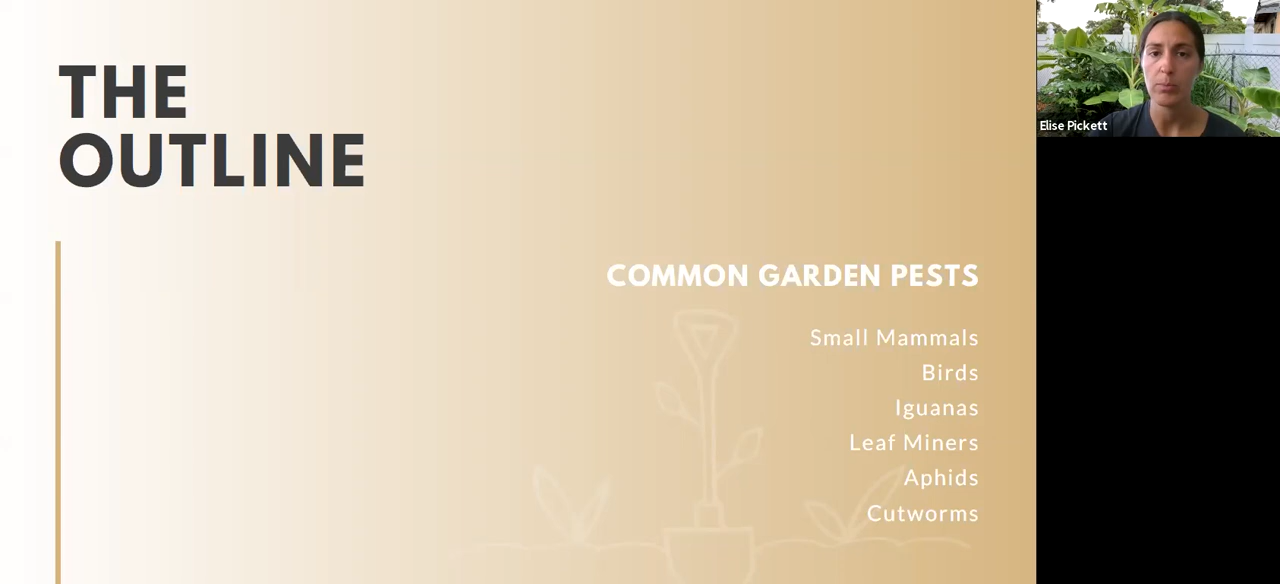 THE
OUTLINE
COMMON GARDEN PESTS
Small Mammals
Birds
Iguanas
Leaf Miners
Aphids
Cutworms
Elise Pickett